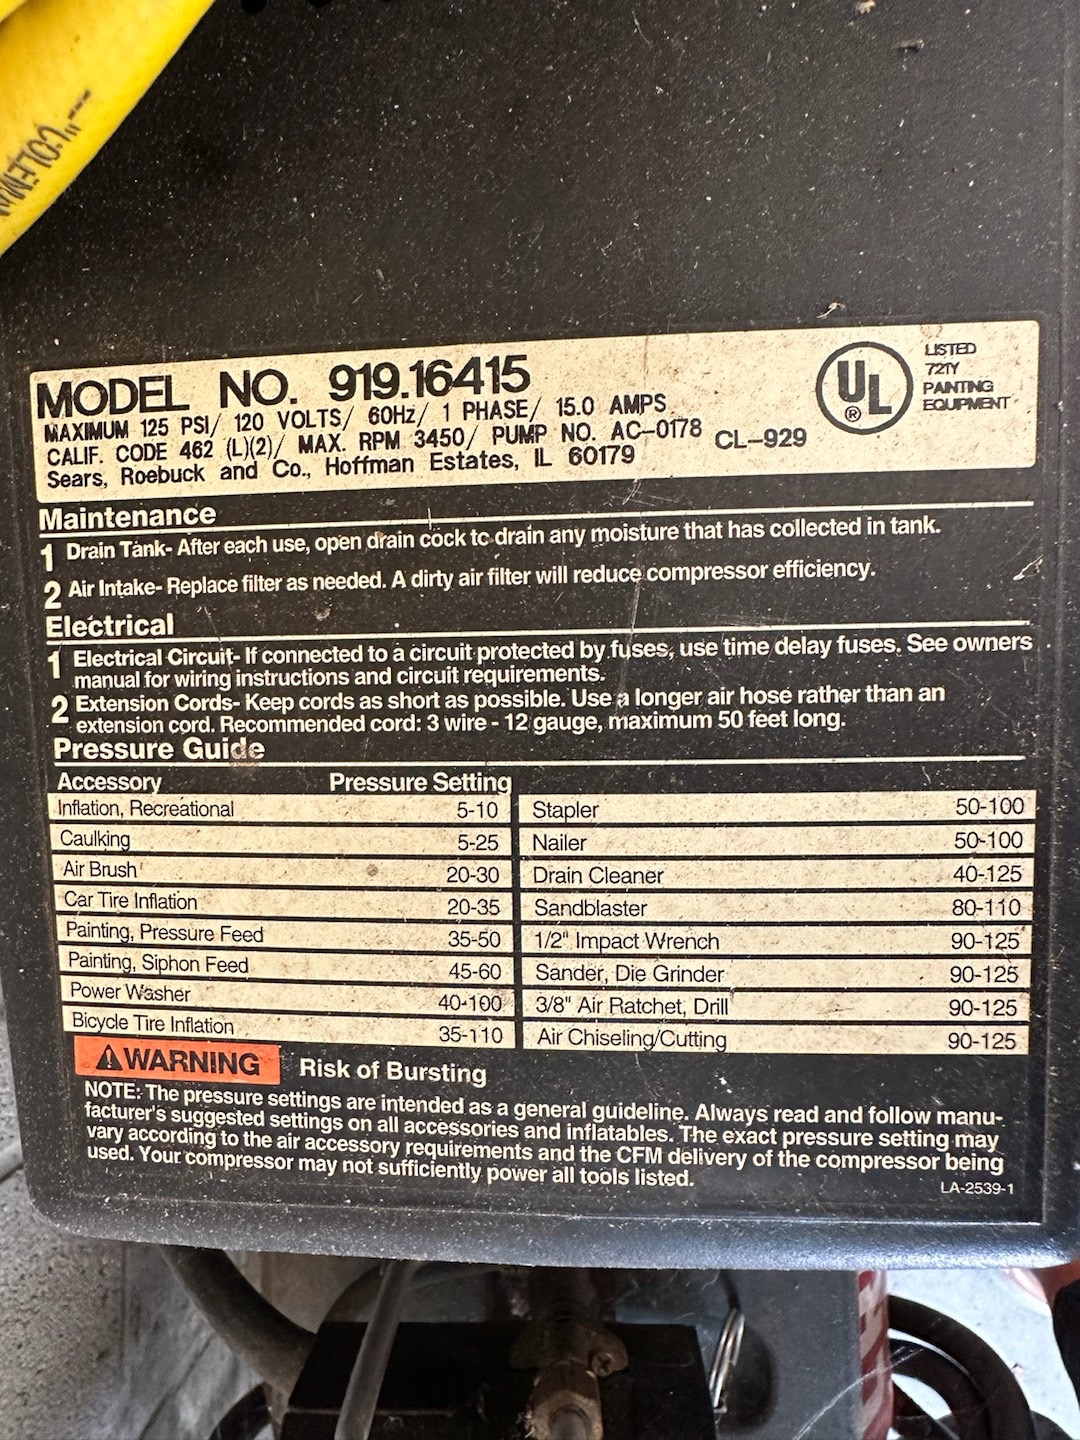 "COLEMAN
MODEL NO. 919.16415
MAXIMUM 125 PSI/ 120 VOLTS/ 60Hz/ 1 PHASE/ 15.0 AMPS
CALIF. CODE 462 (L)(2)/ MAX. RPM 3450/ PUMP NO. AC-0178 CL-929
Sears, Roebuck and Co., Hoffman Estates, IL 60179
UL
®
LISTED
721Y
PAINTING
EQUIPMENT
Maintenance
1 Drain Tank- After each use, open drain cock to drain any moisture that has collected in tank.
2 Air Intake- Replace filter as needed. A dirty air filter will reduce compressor efficiency.
Electrical
1 Electrical Circuit- If connected to a circuit protected by fuses, use time delay fuses. See owners
manual for wiring instructions and circuit requirements.
2 Extension Cords- Keep cords as short as possible. Use a longer air hose rather than an
extension cord. Recommended cord: 3 wire - 12 gauge, maximum 50 feet long.
Pressure Guide
Accessory Pressure Setting
Inflation, Recreational 5-10
Caulking 5-25
Air Brush 20-30
Car Tire Inflation 20-35
Painting, Pressure Feed 35-50
Painting, Siphon Feed 45-60
Power Washer 40-100
Bicycle Tire Inflation 35-110
Stapler 50-100
Nailer 50-100
Drain Cleaner 40-125
Sandblaster 80-110
1/2" Impact Wrench 90-125
Sander, Die Grinder 90-125
3/8" Air Ratchet, Drill 90-125
Air Chiseling/Cutting 90-125
WARNING Risk of Bursting
NOTE: The pressure settings are intended as a general guideline. Always read and follow manu-
facturer's suggested settings on all accessories and inflatables. The exact pressure setting may
vary according to the air accessory requirements and the CFM delivery of the compressor being
used. Your compressor may not sufficiently power all tools listed.
LA-2539-1